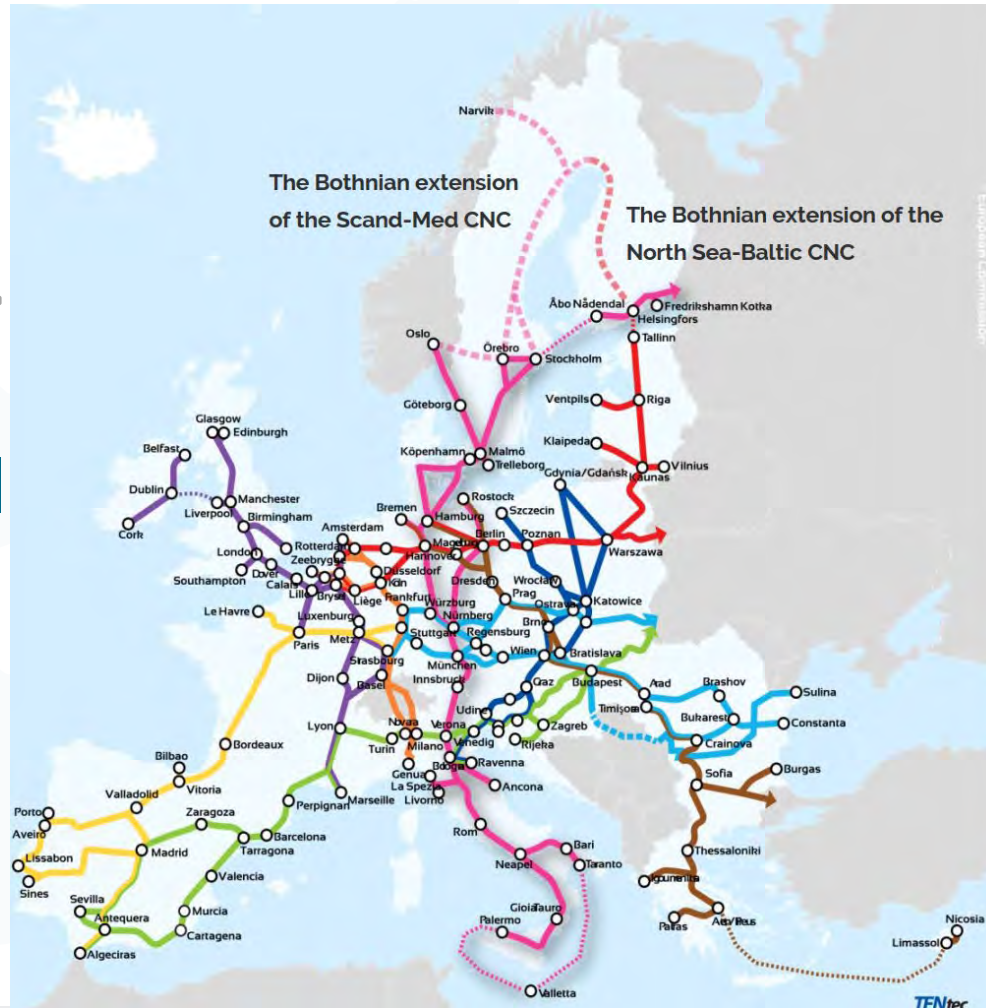 Narvik
The Bothnian extension
of the Scand-Med CNC
The Bothnian extension of the
North Sea-Baltic CNC
European Commission
Åbo Nådendal
Fredrikshamn Kotka
Helsingfors
Oslo
Örebro
Stockholm
Tallinn
Göteborg
Ventpils
Riga
Glasgow
Edinburgh
Belfast
Köpenhamn
Malmö
Trelleborg
Klaipeda
Gdynia/Gdańsk
Vilnius
Kaunas
Dublin
Manchester
Liverpool
Birmingham
Cork
Rostock
Szczecin
Bremen
Hamburg
Amsterdam
Rotterdam
Berlin
Poznan
Warszawa
Hannover
London
Zeebrygge
Southampton
Dover
Calais
Lille
Düsseldorf
Köln
Dresden
Wrocław
Liège
Frankfurt
Prag
Katowice
Ostrava
Le Havre
Luxenburg
Würzburg
Nürnberg
Brno
Paris
Metz
Stuttgart
Regensburg
Strasbourg
München
Wien
Bratislava
Dijon
Basel
Innsbruck
Graz
Budapest
Arad
Brashov
Sulina
Udine
Bukarest
Constanta
Lyon
Verona
Zagreb
Crainova
Turin
Milano
Venedig
Rijeka
Bordeaux
Genua
Ravenna
Sofia
Burgas
Bilbao
La Spezia
Livorno
Ancona
Vitoria
Marseille
Valladolid
Perpignan
Porto
Zaragoza
Aveiro
Barcelona
Rom
Madrid
Tarragona
Neapel
Bari
Thessaloniki
Lissabon
Taranto
Valencia
Sines
Sevilla
Murcia
Gioia Tauro
Antequera
Palermo
Patras
Nicosia
Cartagena
Limassol
Algeciras
Valletta
TENtec